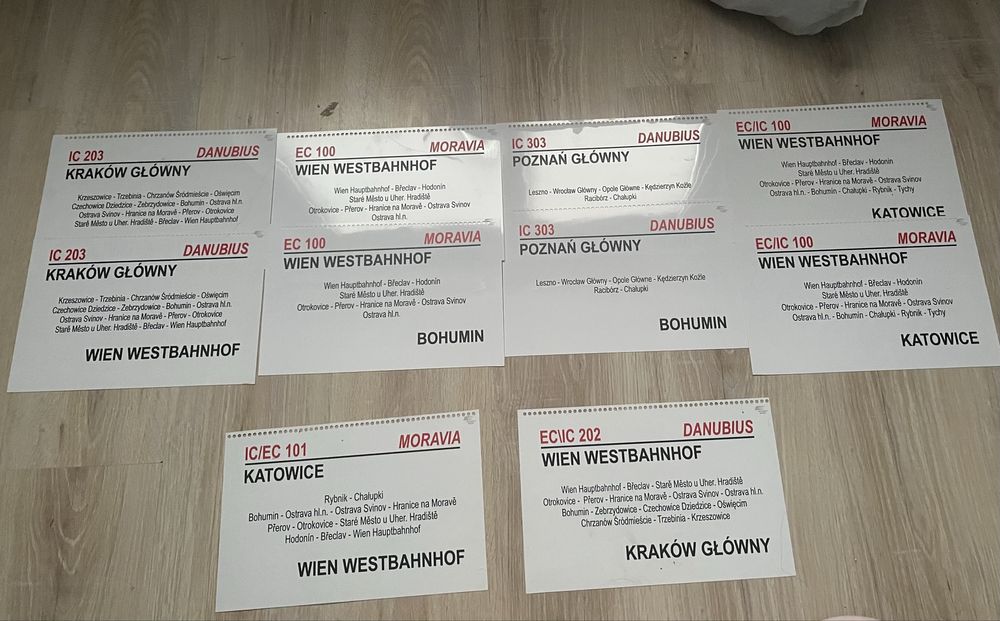 IC 203 DANUBIUS
KRAKÓW GŁÓWNY
Krzeszowice - Trzebinia - Chrzanów Śródmieście - Oświęcim
Czechowice Dziedzice - Zebrzydowice - Bohumin - Ostrava hl.n.
Ostrava Svinov - Hranice na Moravě - Přerov - Otrokovice
Staré Město u Uher. Hradiště - Břeclav - Wien Hauptbahnhof
EC 100 MORAVIA
WIEN WESTBAHNHOF
Wien Hauptbahnhof - Břeclav - Hodonin
Staré Město u Uher. Hradiště
Otrokovice - Přerov - Hranice na Moravě - Ostrava Svinov
Ostrava hl.n.
IC 303 DANUBIUS
POZNAŃ GŁÓWNY
Leszno - Wrocław Główny - Opole Główne - Kędzierzyn Koźle
Racibórz - Chałupki
EC/IC 100 MORAVIA
WIEN WESTBAHNHOF
Wien Hauptbahnhof - Břeclav - Hodonin
Staré Město u Uher. Hradiště
Otrokovice - Přerov - Hranice na Moravě - Ostrava Svinov
Ostrava hl.n. - Bohumin - Chałupki - Rybnik - Tychy
KATOWICE
IC 203 DANUBIUS
KRAKÓW GŁÓWNY
Krzeszowice - Trzebinia - Chrzanów Śródmieście - Oświęcim
Czechowice Dziedzice - Zebrzydowice - Bohumin - Ostrava hl.n.
Ostrava Svinov - Hranice na Moravě - Přerov - Otrokovice
Staré Město u Uher. Hradiště - Břeclav - Wien Hauptbahnhof
WIEN WESTBAHNHOF
EC 100 MORAVIA
WIEN WESTBAHNHOF
Wien Hauptbahnhof - Břeclav - Hodonin
Staré Město u Uher. Hradiště
Otrokovice - Přerov - Hranice na Moravě - Ostrava Svinov
Ostava hl.n.
BOHUMIN
IC 303 DANUBIUS
POZNAŃ GŁÓWNY
Leszno - Wrocław Główny - Opole Główne - Kędzierzyn Koźle
Racibórz - Chałupki
BOHUMIN
EC/IC 100 MORAVIA
WIEN WESTBAHNHOF
Wien Hauptbahnhof - Břeclav - Hodonin
Staré Město u Uher. Hradiště
Otrokovice - Přerov - Hranice na Moravě - Ostrava Svinov
Ostrava hl.n. - Bohumin - Chałupki - Rybnik - Tychy
KATOWICE
IC/EC 101 MORAVIA
KATOWICE
Rybnik - Chałupki
Bohumin - Ostrava hl.n. - Ostrava Svinov - Hranice na Moravě
Přerov - Otrokovice - Staré Město u Uher. Hradiště
Hodonín - Břeclav - Wien Hauptbahnhof
WIEN WESTBAHNHOF
EC\IC 202 DANUBIUS
WIEN WESTBAHNHOF
Wien Hauptbahnhof - Břeclav - Staré Město u Uher. Hradiště
Otrokovice - Přerov - Hranice na Moravě - Ostrava Svinov - Ostrava hl.n.
Bohumin - Zebrzydowice - Czechowice Dziedzice - Oświęcim
Chrzanów Śródmieście - Trzebinia - Krzeszowice
KRAKÓW GŁÓWNY